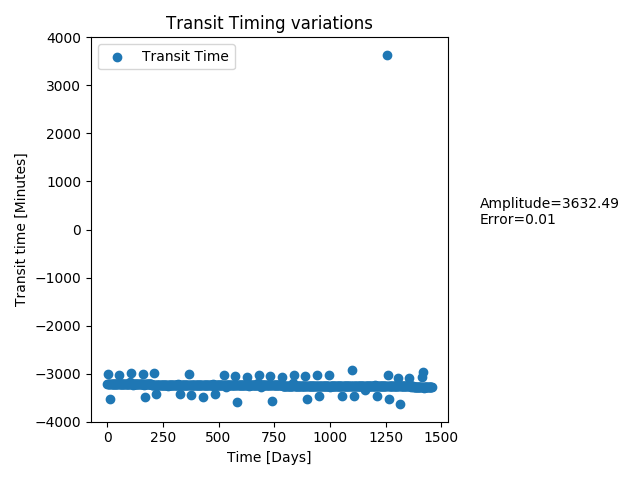 Transit Timing variations
Transit Time
Transit time [Minutes]
4000
3000
2000
1000
0
−1000
−2000
−3000
−4000
0
250
500
750
1000
1250
1500
Time [Days]
Amplitude=3632.49
Error=0.01